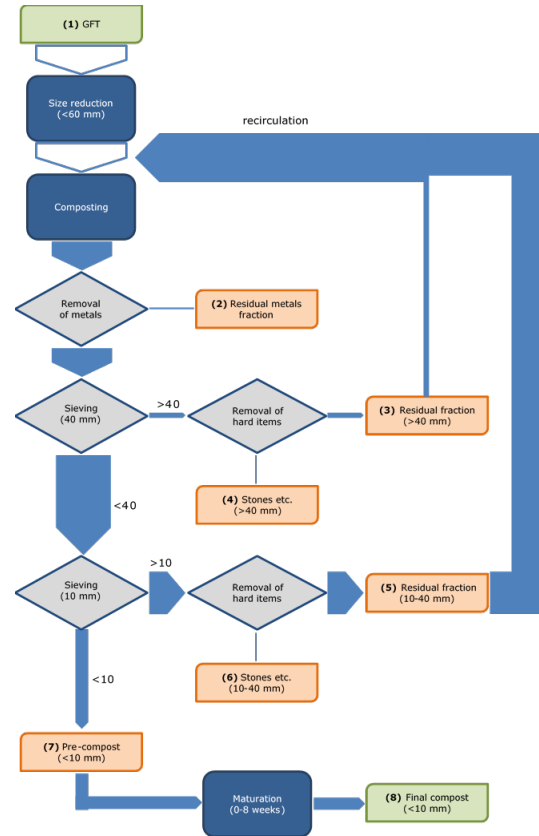 (1) GFT
Size reduction
(<60 mm)
recirculation
Composting
Removal
of metals
(2) Residual metals
fraction
Sieving
(40 mm)
>40
Removal of
hard items
(3) Residual fraction
(>40 mm)
(4) Stones etc.
(>40 mm)
<40
Sieving
(10 mm)
>10
Removal of
hard items
(5) Residual fraction
(10-40 mm)
(6) Stones etc.
(10-40 mm)
<10
(7) Pre-compost
(<10 mm)
Maturation
(0-8 weeks)
(8) Final compost
(<10 mm)